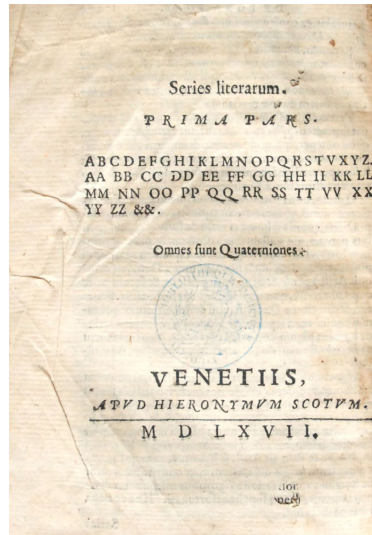 Series literarum.
PRIMA PARS.
ABCDEFGHIKLMNOPQRSTVXYZ.
AA BB CC DD EE FF GG HH II KK LL
MM NN OO PP QQ RR SS TT VV XX
YY ZZ &&.
Omnes sunt Quaterniones.
VENETIIS,
APVD HIERONYMVM SCOTVM.
M D LXVII.